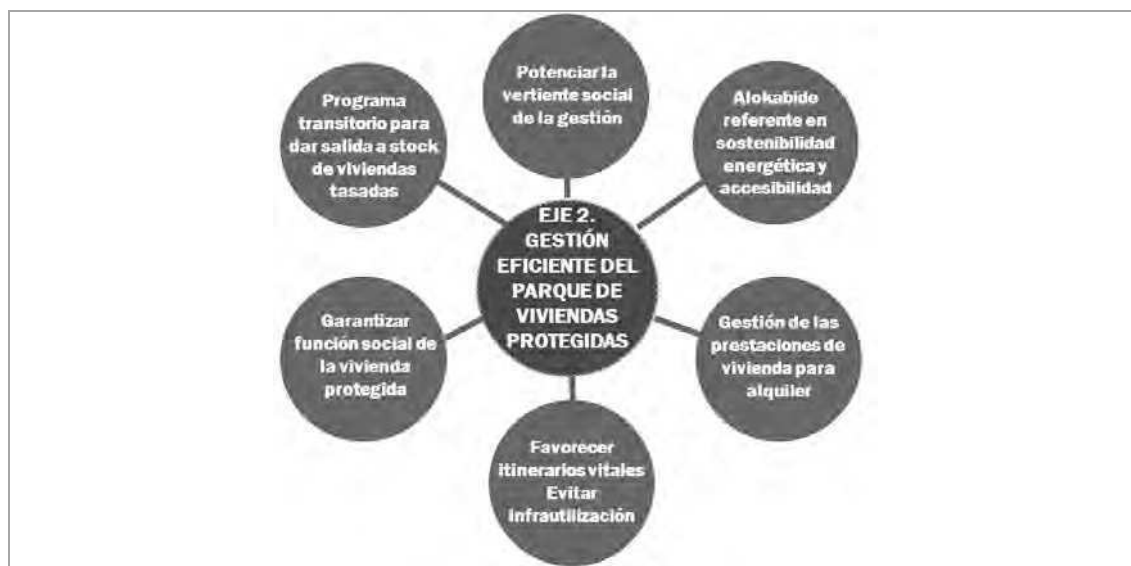 Potenciar la
vertiente social
de la gestión
Programa
transitorio para
dar salida a stock
de viviendas
tasadas
Alokabide
referente en
sostenibilidad
energética y
accesibilidad
EJE 2.
GESTIÓN
EFICIENTE DEL
PARQUE DE
VIVIENDAS
PROTEGIDAS
Garantizar
función social de
la vivienda
protegida
Gestión de las
prestaciones de
vivienda para
alquiler
Favorecer
itinerarios vitales
Evitar
infrautilización